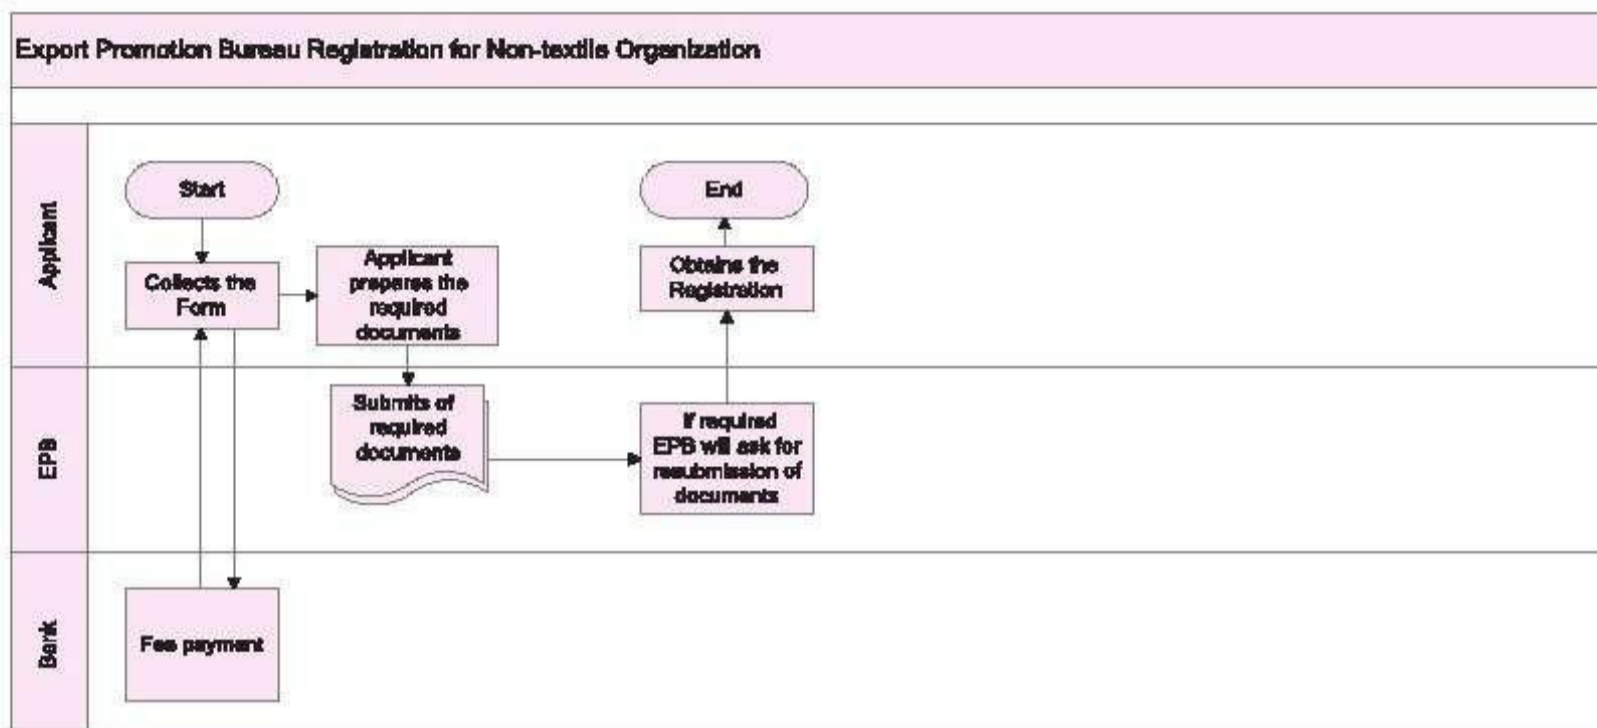 Export Promotion Bureau Registration for Non-textile Organization
Applicant
Start
End
Collects the
Form
Applicant
prepares the
required
documents
Obtains the
Registration
EPB
Submits of
required
documents
If required
EPB will ask for
resubmission of
documents
Bank
Fee payment